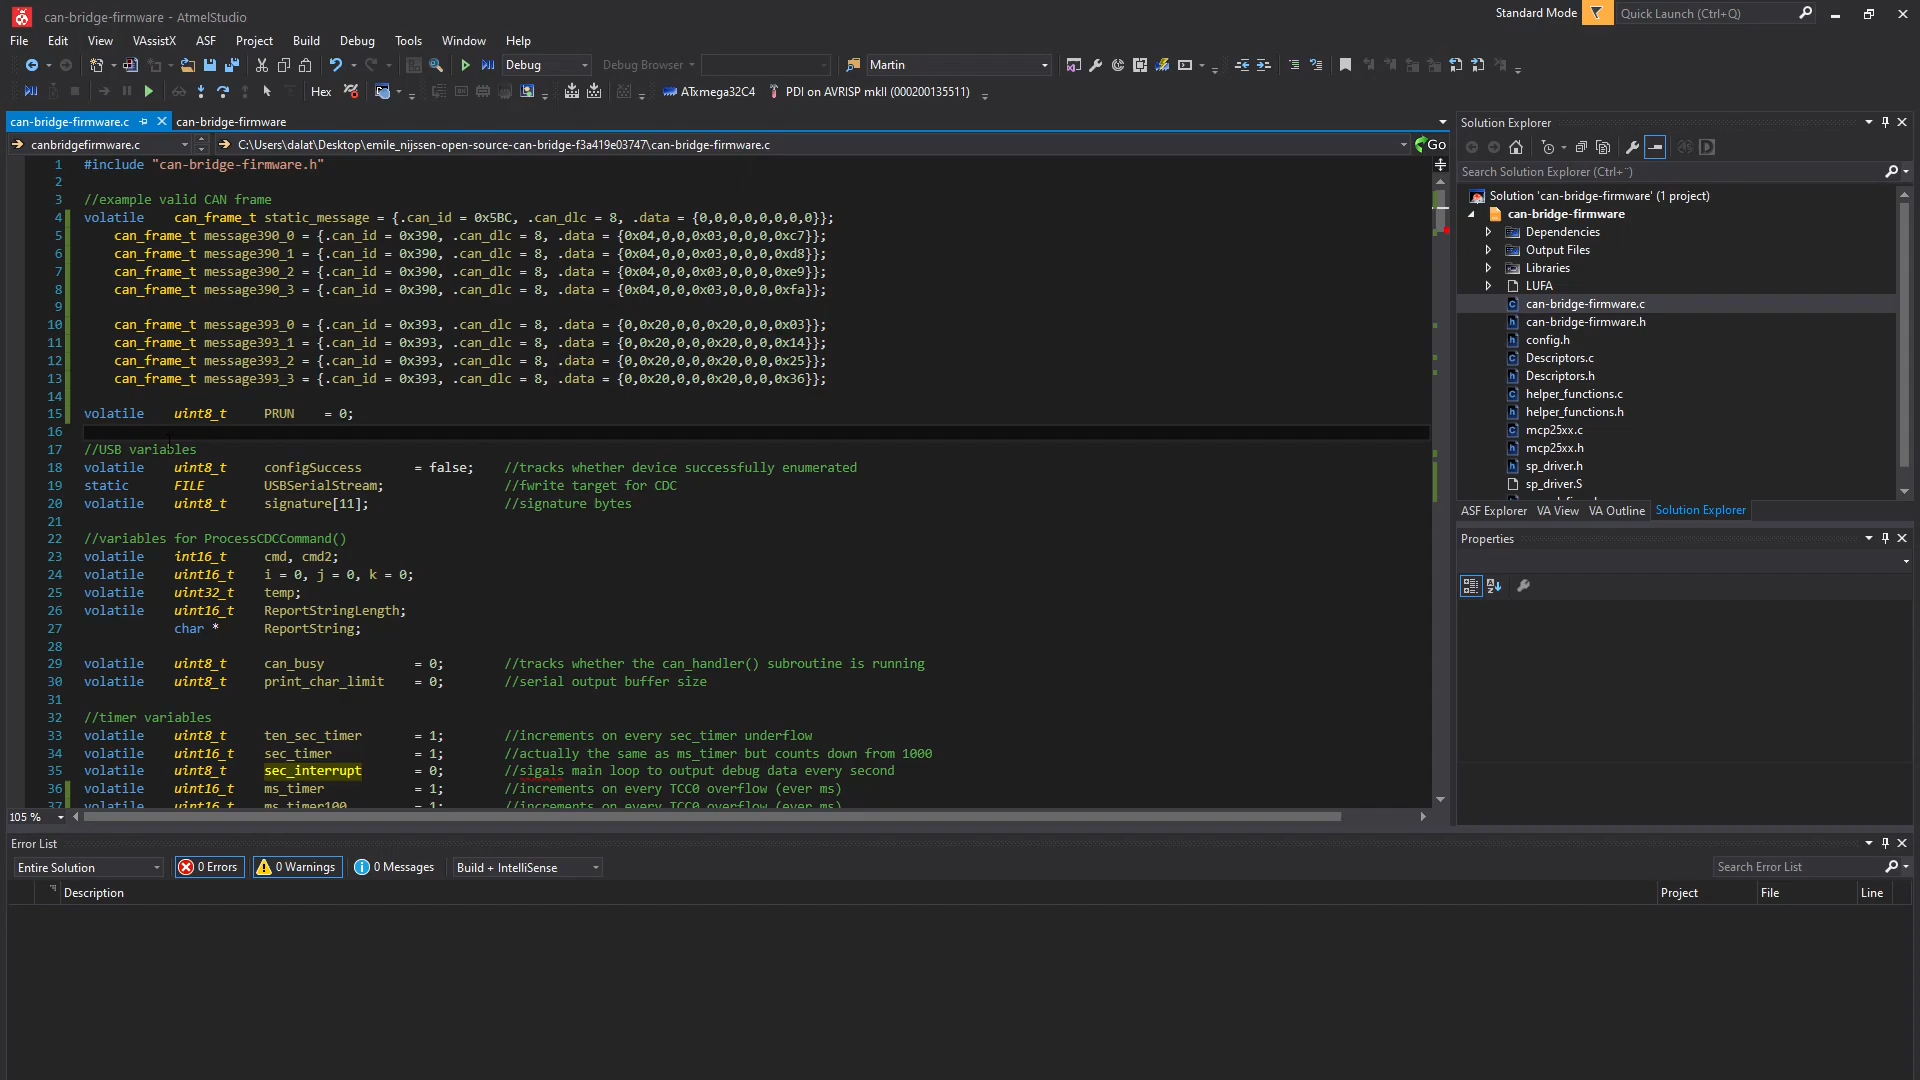 can-bridge-firmware - AtmelStudio
Standard Mode
Quick Launch (Ctrl+Q)
File Edit View VAssistX ASF Project Build Debug Tools Window Help
Debug Debug Browser Martin
Hex ATxmega32C4 PDI on AVRISP mkII (000200135511)
can-bridge-firmware.c can-bridge-firmware
canbridgefirmware.c C:\Users\dalat\Desktop\emile_nijssen-open-source-can-bridge-f3a419e03747\can-bridge-firmware.c Go
1 #include "can-bridge-firmware.h"
2
3 //example valid CAN frame
4 volatile can_frame_t static_message = {.can_id = 0x5BC, .can_dlc = 8, .data = {0,0,0,0,0,0,0,0}};
5 can_frame_t message390_0 = {.can_id = 0x390, .can_dlc = 8, .data = {0x04,0,0,0x03,0,0,0,0xc7}};
6 can_frame_t message390_1 = {.can_id = 0x390, .can_dlc = 8, .data = {0x04,0,0,0x03,0,0,0,0xd8}};
7 can_frame_t message390_2 = {.can_id = 0x390, .can_dlc = 8, .data = {0x04,0,0,0x03,0,0,0,0xe9}};
8 can_frame_t message390_3 = {.can_id = 0x390, .can_dlc = 8, .data = {0x04,0,0,0x03,0,0,0,0xfa}};
9
10 can_frame_t message393_0 = {.can_id = 0x393, .can_dlc = 8, .data = {0,0x20,0,0,0x20,0,0,0x03}};
11 can_frame_t message393_1 = {.can_id = 0x393, .can_dlc = 8, .data = {0,0x20,0,0,0x20,0,0,0x14}};
12 can_frame_t message393_2 = {.can_id = 0x393, .can_dlc = 8, .data = {0,0x20,0,0,0x20,0,0,0x25}};
13 can_frame_t message393_3 = {.can_id = 0x393, .can_dlc = 8, .data = {0,0x20,0,0,0x20,0,0,0x36}};
14
15 volatile uint8_t PRUN = 0;
16
17 //USB variables
18 volatile uint8_t configSuccess = false; //tracks whether device successfully enumerated
19 static FILE USBSerialStream; //fwrite target for CDC
20 volatile uint8_t signature[11]; //signature bytes
21
22 //variables for ProcessCDCCommand()
23 volatile int16_t cmd, cmd2;
24 volatile uint16_t i = 0, j = 0, k = 0;
25 volatile uint32_t temp;
26 volatile uint16_t ReportStringLength;
27 char * ReportString;
28
29 volatile uint8_t can_busy = 0; //tracks whether the can_handler() subroutine is running
30 volatile uint8_t print_char_limit = 0; //serial output buffer size
31
32 //timer variables
33 volatile uint8_t ten_sec_timer = 1; //increments on every sec_timer underflow
34 volatile uint16_t sec_timer = 1; //actually the same as ms_timer but counts down from 1000
35 volatile uint8_t sec_interrupt = 0; //sigals main loop to output debug data every second
36 volatile uint16_t ms_timer = 1; //increments on every TCC0 overflow (ever ms)
37 volatile uint16_t ms_timer100 = 1; //increments on every TCC0 overflow (ever ms)
105 %
Solution Explorer
Search Solution Explorer (Ctrl+¨)
Solution 'can-bridge-firmware' (1 project)
can-bridge-firmware
Dependencies
Output Files
Libraries
LUFA
can-bridge-firmware.c
can-bridge-firmware.h
config.h
Descriptors.c
Descriptors.h
helper_functions.c
helper_functions.h
mcp25xx.c
mcp25xx.h
sp_driver.h
sp_driver.S
ASF Explorer VA View VA Outline Solution Explorer
Properties
Error List
Entire Solution 0 Errors 0 Warnings 0 Messages Build + IntelliSense Search Error List
Description Project File Line